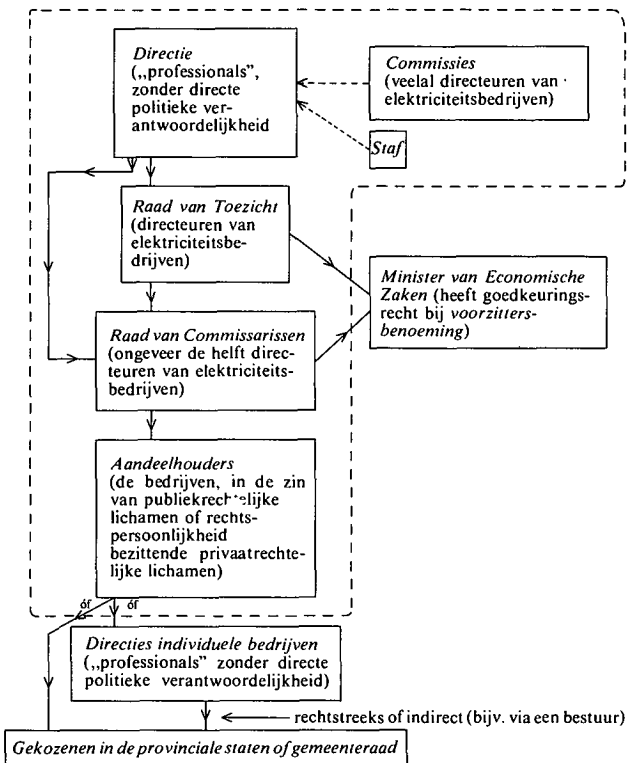 Directie
(„professionals”,
zonder directe
politieke ver-
antwoordelijkheid
Commissies
(veelal directeuren van
elektriciteitsbedrijven)
Staf
Raad van Toezicht
(directeuren van
elektriciteitsbe-
drijven)
Minister van Economische
Zaken (heeft goedkeurings-
recht bij voorzitters-
benoeming)
Raad van Commissarissen
(ongeveer de helft direc-
teuren van elektriciteits-
bedrijven)
Aandeelhouders
(de bedrijven, in de zin
van publiekrechtelijke
lichamen of rechts-
persoonlijkheid
bezittende privaatrechte-
lijke lichamen)
óf óf
Directies individuele bedrijven
(„professionals” zonder directe
politieke verantwoordelijkheid)
rechtstreeks of indirect (bijv. via een bestuur)
Gekozenen in de provinciale staten of gemeenteraad